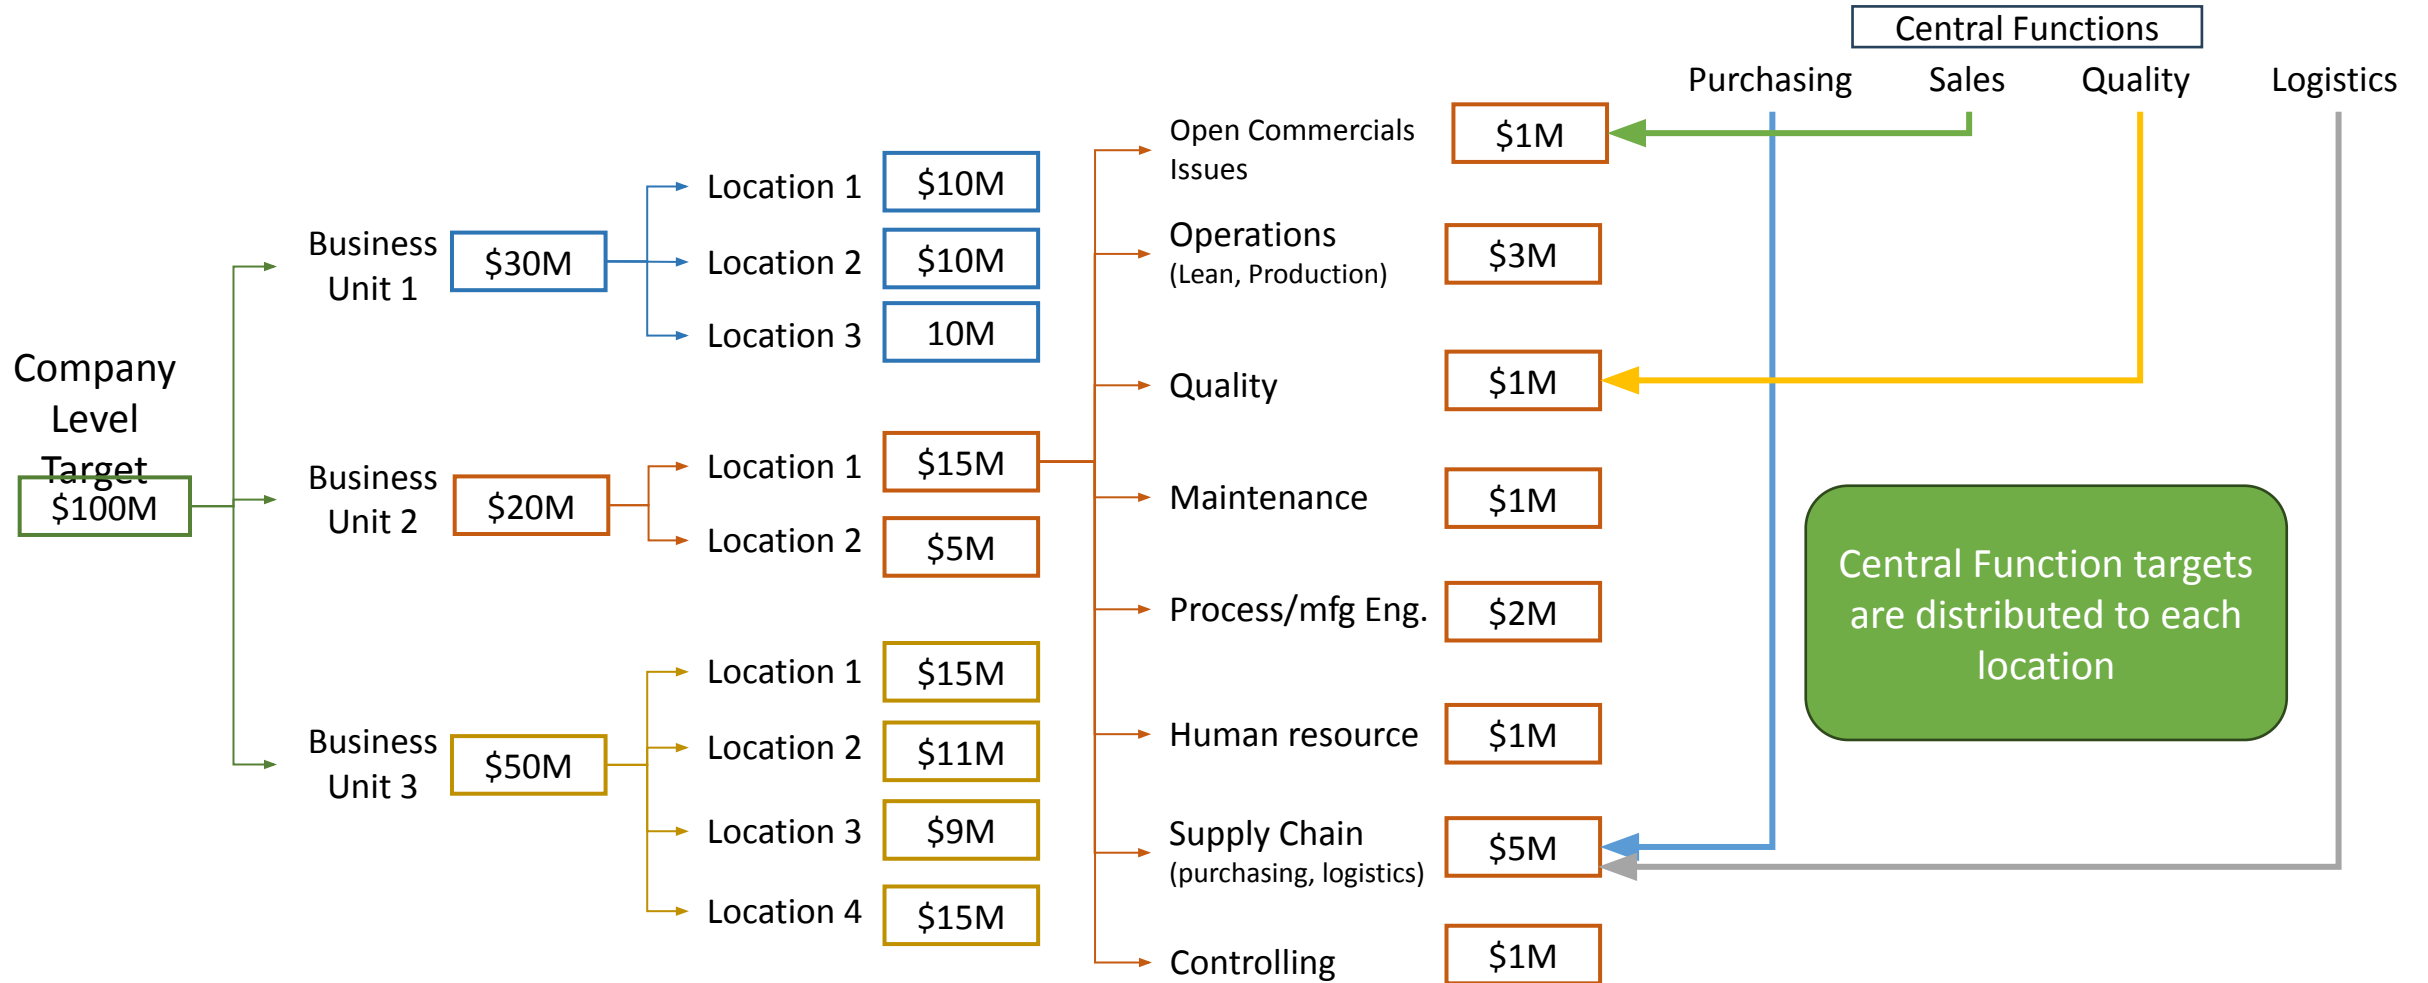 Central Functions
Purchasing
Sales
Quality
Logistics
Company
Level
Target
$100M
Business
Unit 1
$30M
Location 1
$10M
Location 2
$10M
Location 3
10M
Business
Unit 2
$20M
Location 1
$15M
Location 2
$5M
Business
Unit 3
$50M
Location 1
$15M
Location 2
$11M
Location 3
$9M
Location 4
$15M
Open Commercials
Issues
$1M
Operations
(Lean, Production)
$3M
Quality
$1M
Maintenance
$1M
Process/mfg Eng.
$2M
Human resource
$1M
Supply Chain
(purchasing, logistics)
$5M
Controlling
$1M
Central Function targets
are distributed to each
location